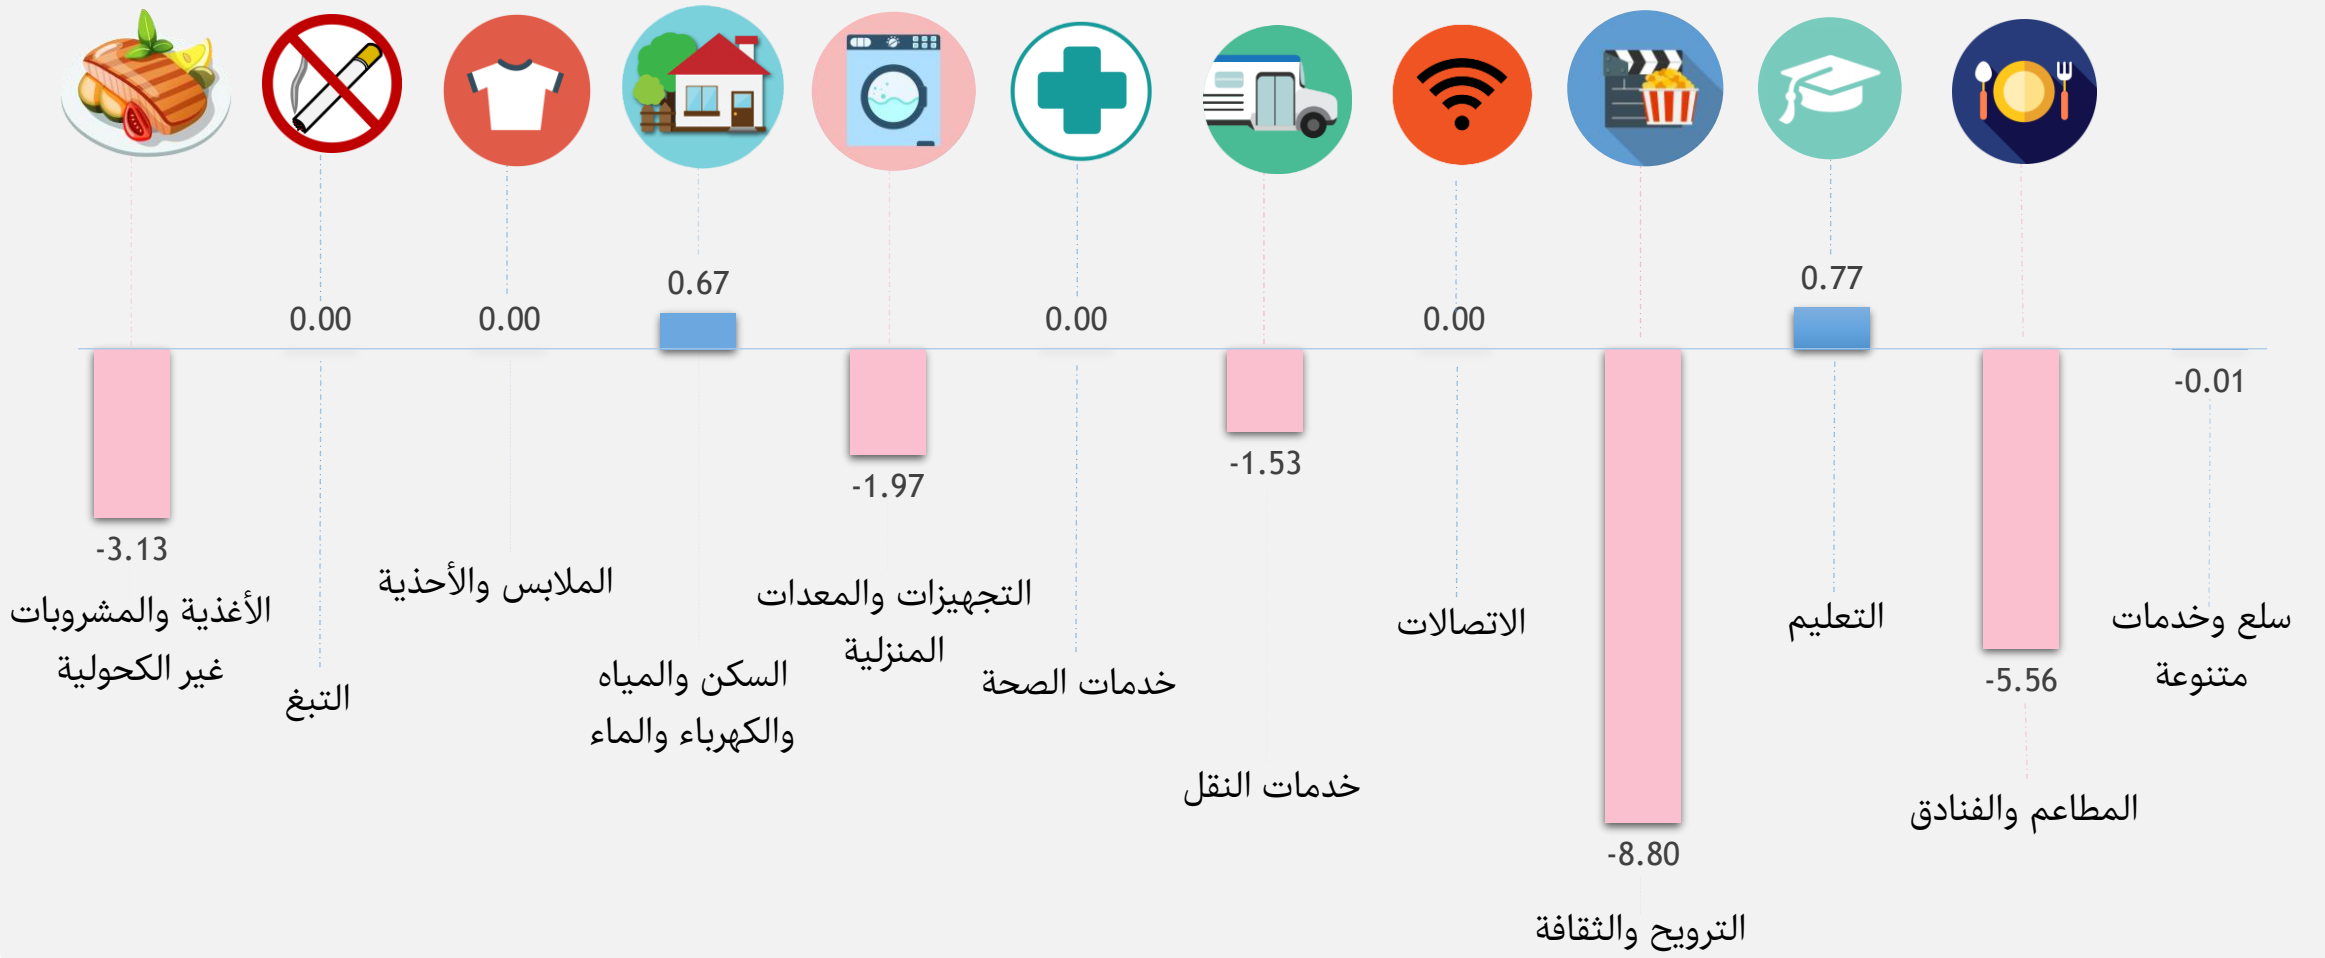 0.67
0.77
0.00
0.00
0.00
0.00
-0.01
-1.53
-1.97
-3.13
-5.56
-8.80
الأغذية والمشروبات
غير الكحولية
التبغ
الملابس والأحذية
السكن والمياه
والكهرباء والماء
التجهيزات والمعدات
المنزلية
خدمات الصحة
خدمات النقل
الاتصالات
الترويح والثقافة
التعليم
المطاعم والفنادق
سلع وخدمات
متنوعة